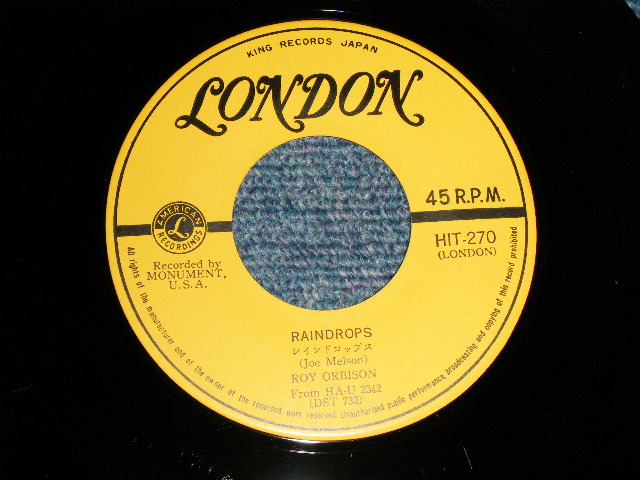 KING RECORDS JAPAN
LONDON
45 R.P.M.
AMERICAN
L
RECORDINGS
HIT-270
(LONDON)
Recorded by
MONUMENT,
U.S.A.
RAINDROPS
レインドロップス
(Joe Melson)
ROY ORBISON
From HA-U 2342
(DST 732)
All rights of the manufacturer and of the owner of the recorded work reserved. Unauthorised public performance, broadcasting and copying of this record prohibited